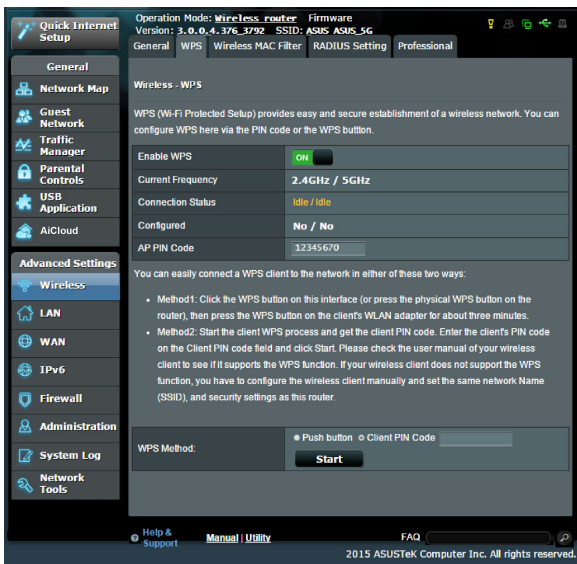 Quick Internet
Setup
Operation Mode: Wireless router Firmware
Version: 3.0.0.4.376_3792 SSID: ASUS ASUS_5G
General WPS Wireless MAC Filter RADIUS Setting Professional
General
Network Map
Guest
Network
Traffic
Manager
Parental
Controls
USB
Application
AiCloud
Advanced Settings
Wireless
LAN
WAN
IPv6
Firewall
Administration
System Log
Network
Tools
Wireless - WPS
WPS (Wi-Fi Protected Setup) provides easy and secure establishment of a wireless network. You can
configure WPS here via the PIN code or the WPS buttton.
Enable WPS ON
Current Frequency 2.4GHz / 5GHz
Connection Status Idle / Idle
Configured No / No
AP PIN Code 12345670
You can easily connect a WPS client to the network in either of these two ways:
• Method1: Click the WPS button on this interface (or press the physical WPS button on the
router), then press the WPS button on the client's WLAN adapter for about three minutes.
• Method2: Start the client WPS process and get the client PIN code. Enter the client's PIN code
on the Client PIN code field and click Start. Please check the user manual of your wireless
client to see if it supports the WPS function. If your wireless client does not support the WPS
function, you have to configure the wireless client manually and set the same network Name
(SSID), and security settings as this router.
WPS Method: Push button Client PIN Code
Start
Help &
Support
Manual | Utility
FAQ
2015 ASUSTeK Computer Inc. All rights reserved.